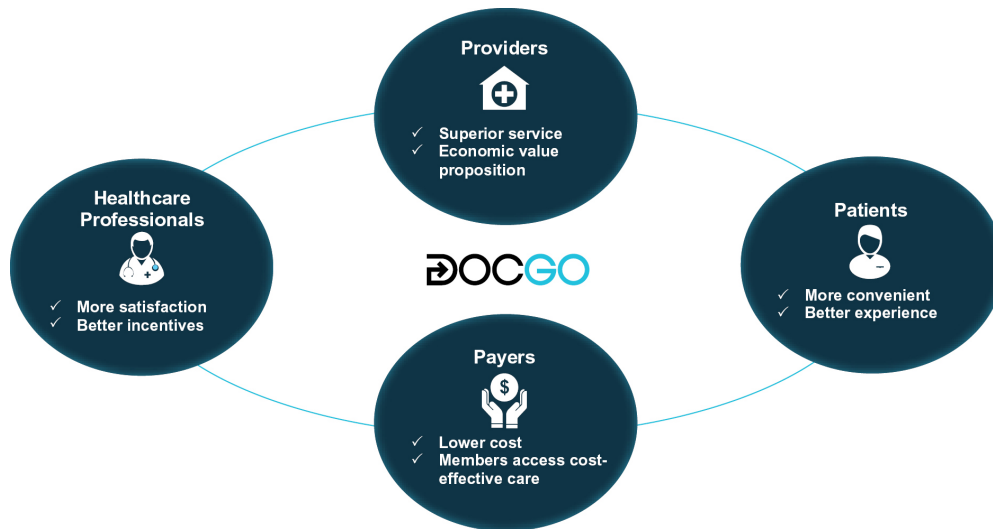 Providers
✓ Superior service
✓ Economic value
proposition
Healthcare
Professionals
✓ More satisfaction
✓ Better incentives
DOCGO
Patients
✓ More convenient
✓ Better experience
Payers
$
✓ Lower cost
✓ Members access cost-
effective care